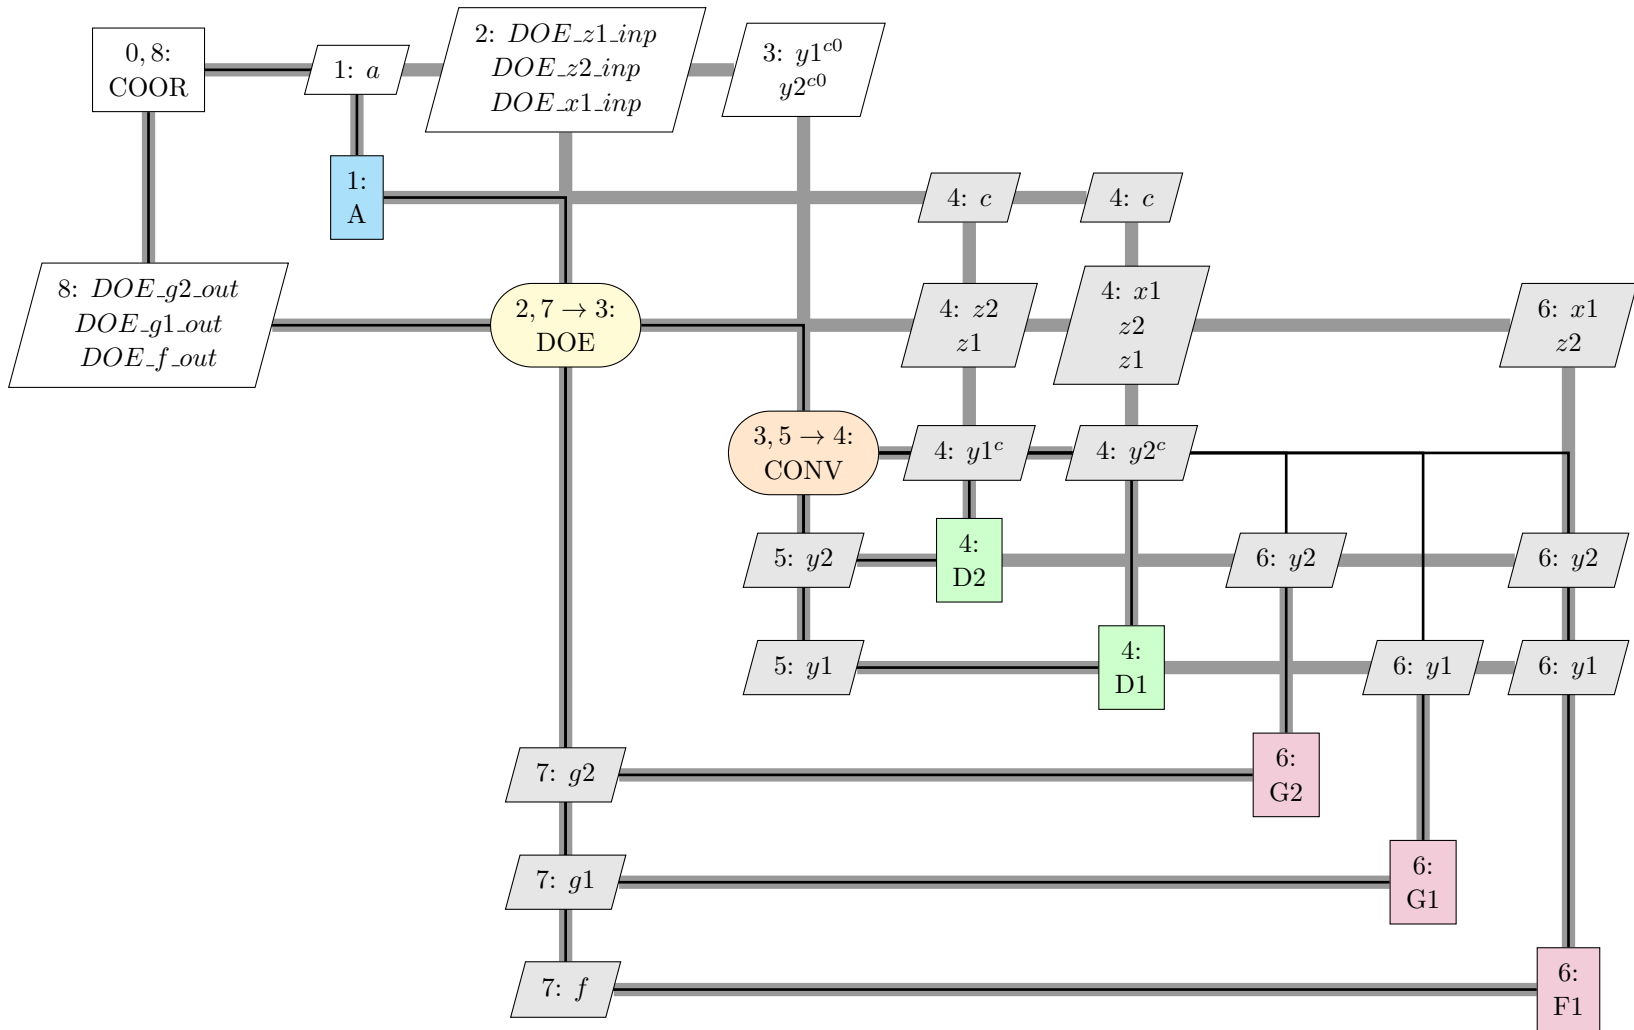 0, 8:
COOR
1: a
2: DOE_z1_inp
DOE_z2_inp
DOE_x1_inp
3: y1^{c0}
y2^{c0}
1:
A
4: c
4: c
8: DOE_g2_out
DOE_g1_out
DOE_f_out
2, 7 → 3:
DOE
4: z2
z1
4: x1
z2
z1
6: x1
z2
3, 5 → 4:
CONV
4: y1^c
4: y2^c
5: y2
4:
D2
6: y2
6: y2
5: y1
4:
D1
6: y1
6: y1
7: g2
6:
G2
7: g1
6:
G1
7: f
6:
F1